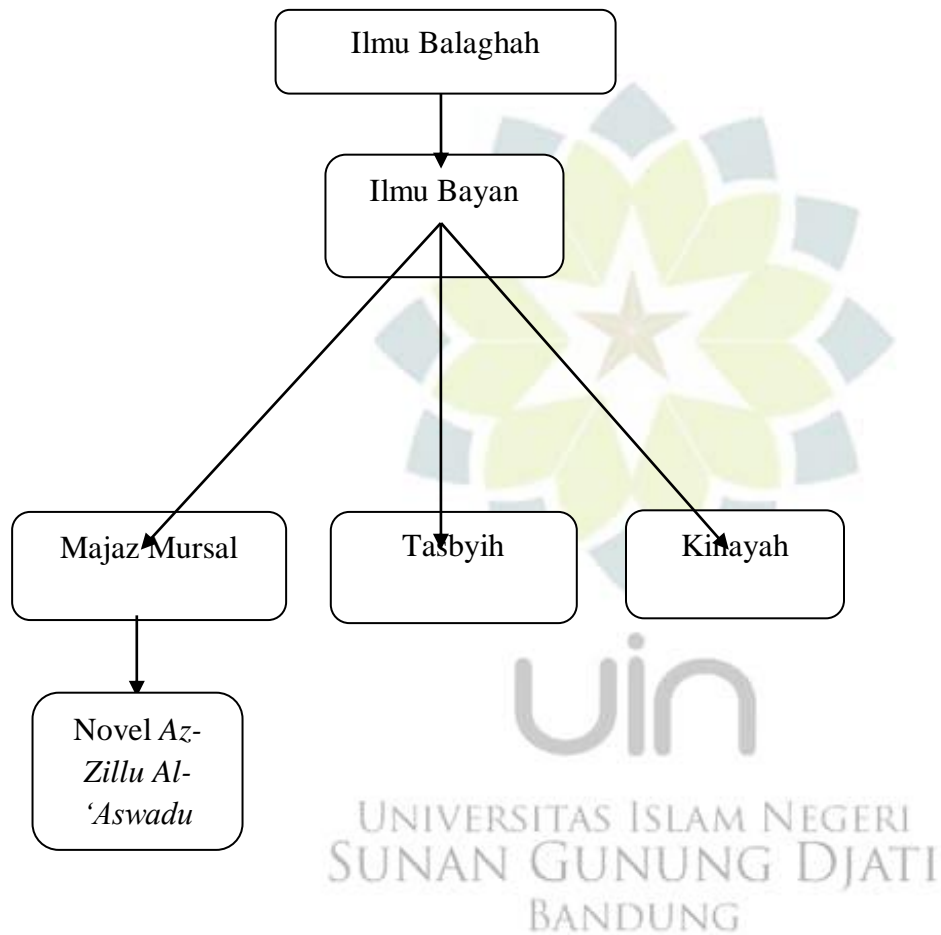 Ilmu Balaghah
Ilmu Bayan
Majaz Mursal
Tasbyih
Kinayah
Novel Az-
Zillu Al-
‘Aswadu
uin
UNIVERSITAS ISLAM NEGERI
SUNAN GUNUNG DJATI
BANDUNG